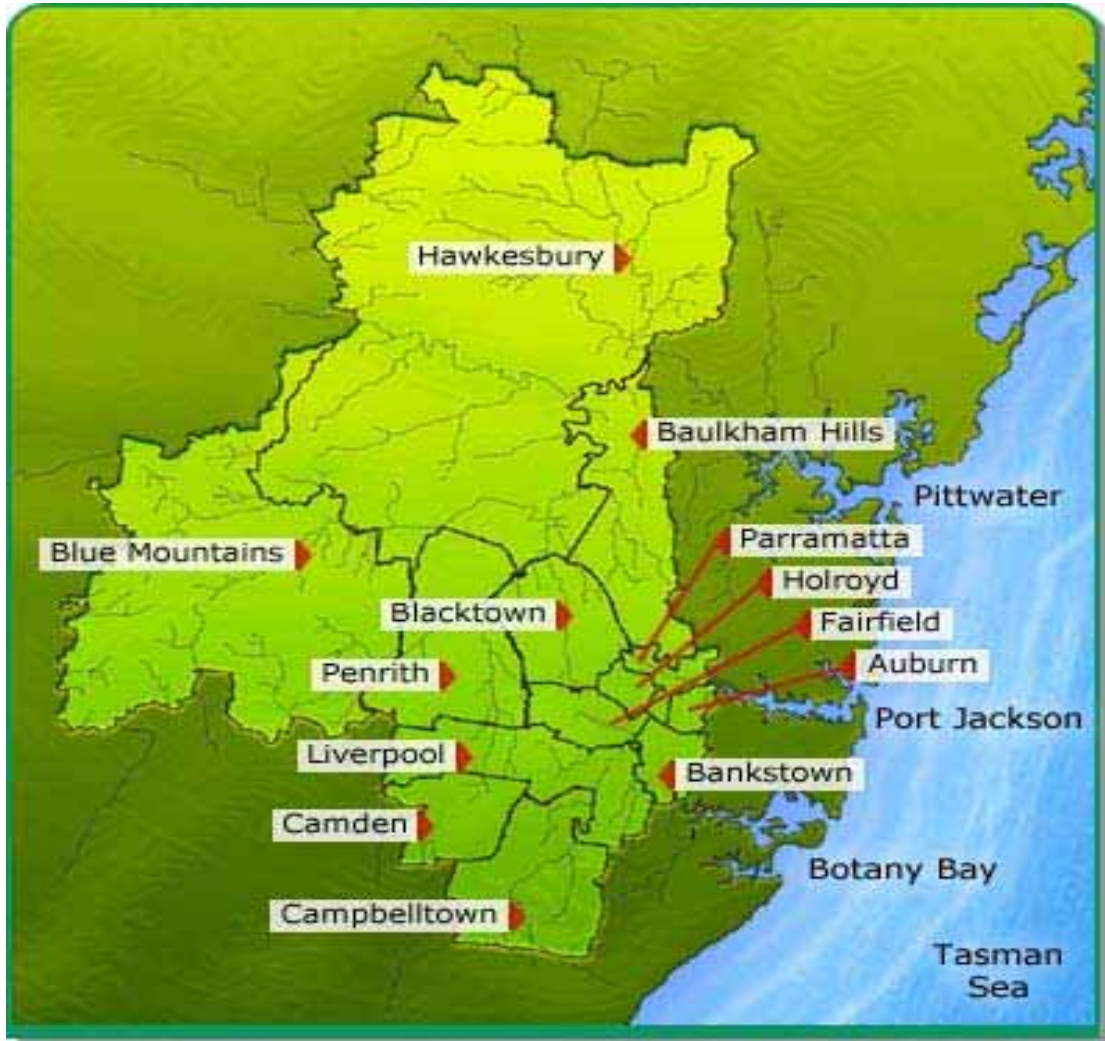 Hawkesbury
Baulkham Hills
Pittwater
Parramatta
Blue Mountains
Holroyd
Blacktown
Fairfield
Auburn
Penrith
Port Jackson
Liverpool
Bankstown
Camden
Botany Bay
Campbelltown
Tasman
Sea